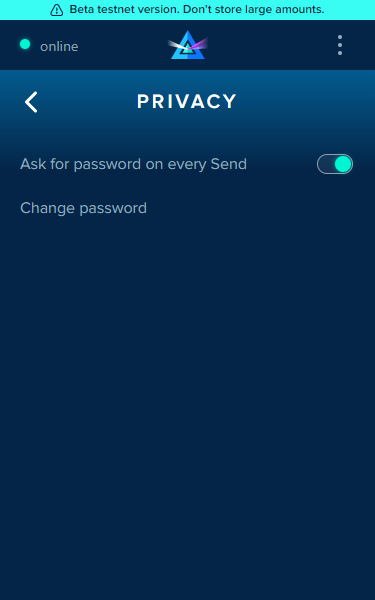 Beta testnet version. Don't store large amounts.
online
PRIVACY
Ask for password on every Send
Change password